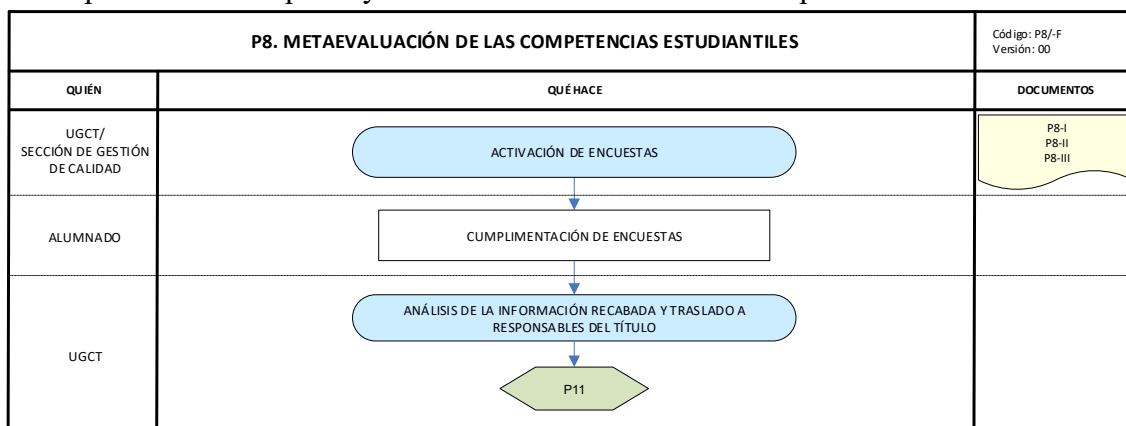 P8. METAEVALUACIÓN DE LAS COMPETENCIAS ESTUDIANTILES
Código: P8/-F
Versión: 00
QUIÉN
QUÉ HACE
DOCUMENTOS
UGCT/
SECCIÓN DE GESTIÓN
DE CALIDAD
ACTIVACIÓN DE ENCUESTAS
P8-I
P8-II
P8-III
ALUMNADO
CUMPLIMENTACIÓN DE ENCUESTAS
UGCT
ANÁLISIS DE LA INFORMACIÓN RECABADA Y TRASLADO A
RESPONSABLES DEL TÍTULO
P11